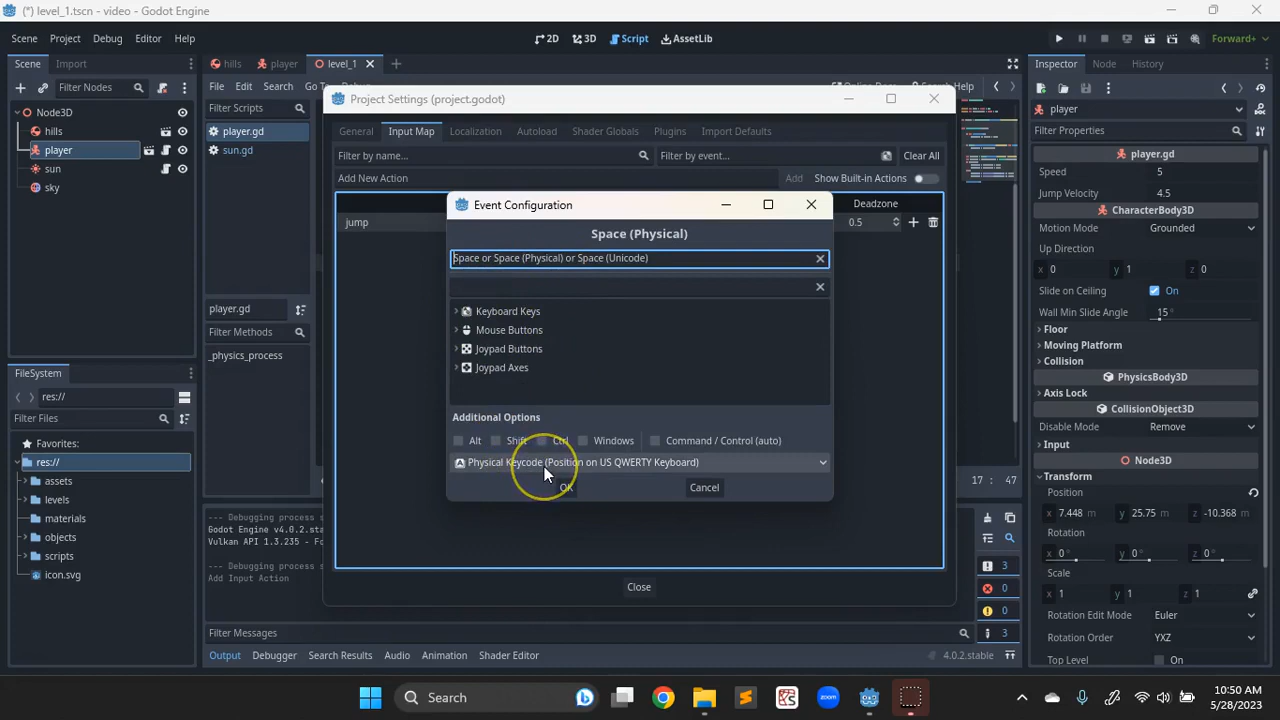 (*) level_1.tscn - videos - Godot Engine
Scene Project Debug Editor Help
2D 3D Script AssetLib
Forward+
Scene Import
hills player level_1
Inspector Node History
Filter Nodes
File Edit Search Go To
Project Settings (project.godot)
Node3D
hills
player
sun
sky
Filter Scripts
player.gd
sun.gd
player.gd
Filter Methods
_physics_process
General Input Map Localization Autoload Shader Globals Plugins Import Defaults
Filter by name... Filter by event... Clear All
Add New Action Add Show Built-in Actions
Deadzone
jump 0.5
Event Configuration
Space (Physical)
Space or Space (Physical) or Space (Unicode)
Keyboard Keys
Mouse Buttons
Joypad Buttons
Joypad Axes
Additional Options
Alt Shift Ctrl Windows Command / Control (auto)
Physical Keycode (Position on US QWERTY Keyboard)
OK Cancel
Close
17 : 47
player
Filter Properties
player.gd
Speed 5
Jump Velocity 4.5
CharacterBody3D
Motion Mode Grounded
Up Direction
x 0 y 1 z 0
Slide on Ceiling On
Wall Min Slide Angle 15 °
Floor
Moving Platform
Collision
PhysicsBody3D
Axis Lock
CollisionObject3D
Disable Mode Remove
Input
Node3D
Transform
Position
x 7.448 m y 25.75 m z -10.368 m
Rotation
x 0 ° y 0 ° z 0 °
Scale
x 1 y 1 z 1
Rotation Edit Mode Euler
Rotation Order YXZ
Top Level On
FileSystem
res://
Filter Files
Favorites:
res://
assets
levels
materials
objects
scripts
icon.svg
--- Debugging process
Godot Engine v4.0.2.sta
Vulkan API 1.3.235 - Fo
--- Debugging process s
Add Input Action
3
0
0
3
Filter Messages
Output Debugger Search Results Audio Animation Shader Editor
4.0.2.stable
Search
10:50 AM
5/28/2023